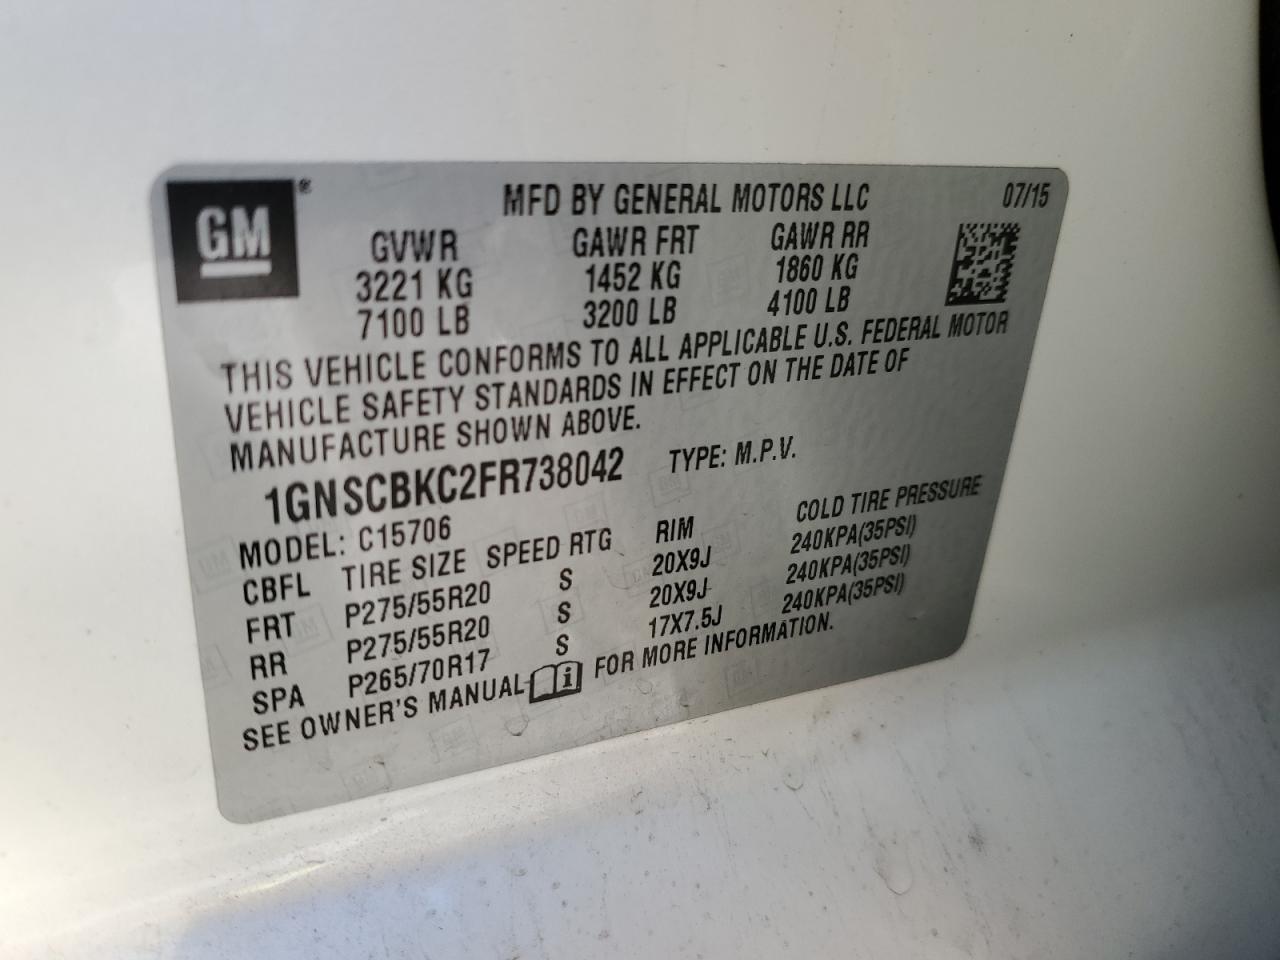 GM ® MFD BY GENERAL MOTORS LLC 07/15
GVWR GAWR FRT GAWR RR
3221 KG 1452 KG 1860 KG
7100 LB 3200 LB 4100 LB
THIS VEHICLE CONFORMS TO ALL APPLICABLE U.S. FEDERAL MOTOR
VEHICLE SAFETY STANDARDS IN EFFECT ON THE DATE OF
MANUFACTURE SHOWN ABOVE.
1GNSCBKC2FR738042 TYPE: M.P.V.
MODEL: C15706
CBFL TIRE SIZE SPEED RTG RIM COLD TIRE PRESSURE
FRT P275/55R20 S 20X9J 240KPA(35PSI)
RR P275/55R20 S 20X9J 240KPA(35PSI)
SPA P265/70R17 S 17X7.5J 240KPA(35PSI)
SEE OWNER'S MANUAL i FOR MORE INFORMATION.